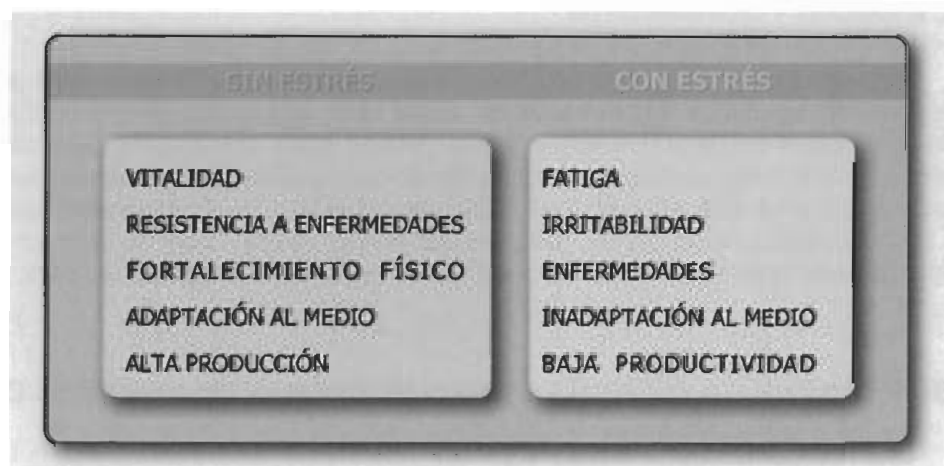 SIN ESTRÉS
CON ESTRÉS
VITALIDAD
RESISTENCIA A ENFERMEDADES
FORTALECIMIENTO FÍSICO
ADAPTACIÓN AL MEDIO
ALTA PRODUCCIÓN
FATIGA
IRRITABILIDAD
ENFERMEDADES
INADAPTACIÓN AL MEDIO
BAJA PRODUCTIVIDAD